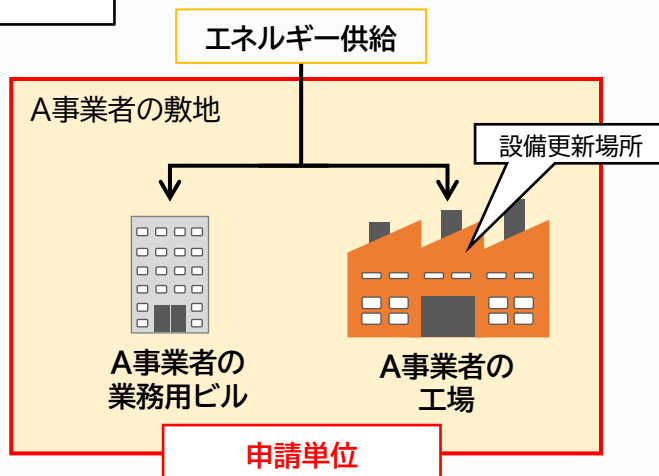 エネルギー供給
A事業者の敷地
設備更新場所
A事業者の
業務用ビル
A事業者の
工場
申請単位